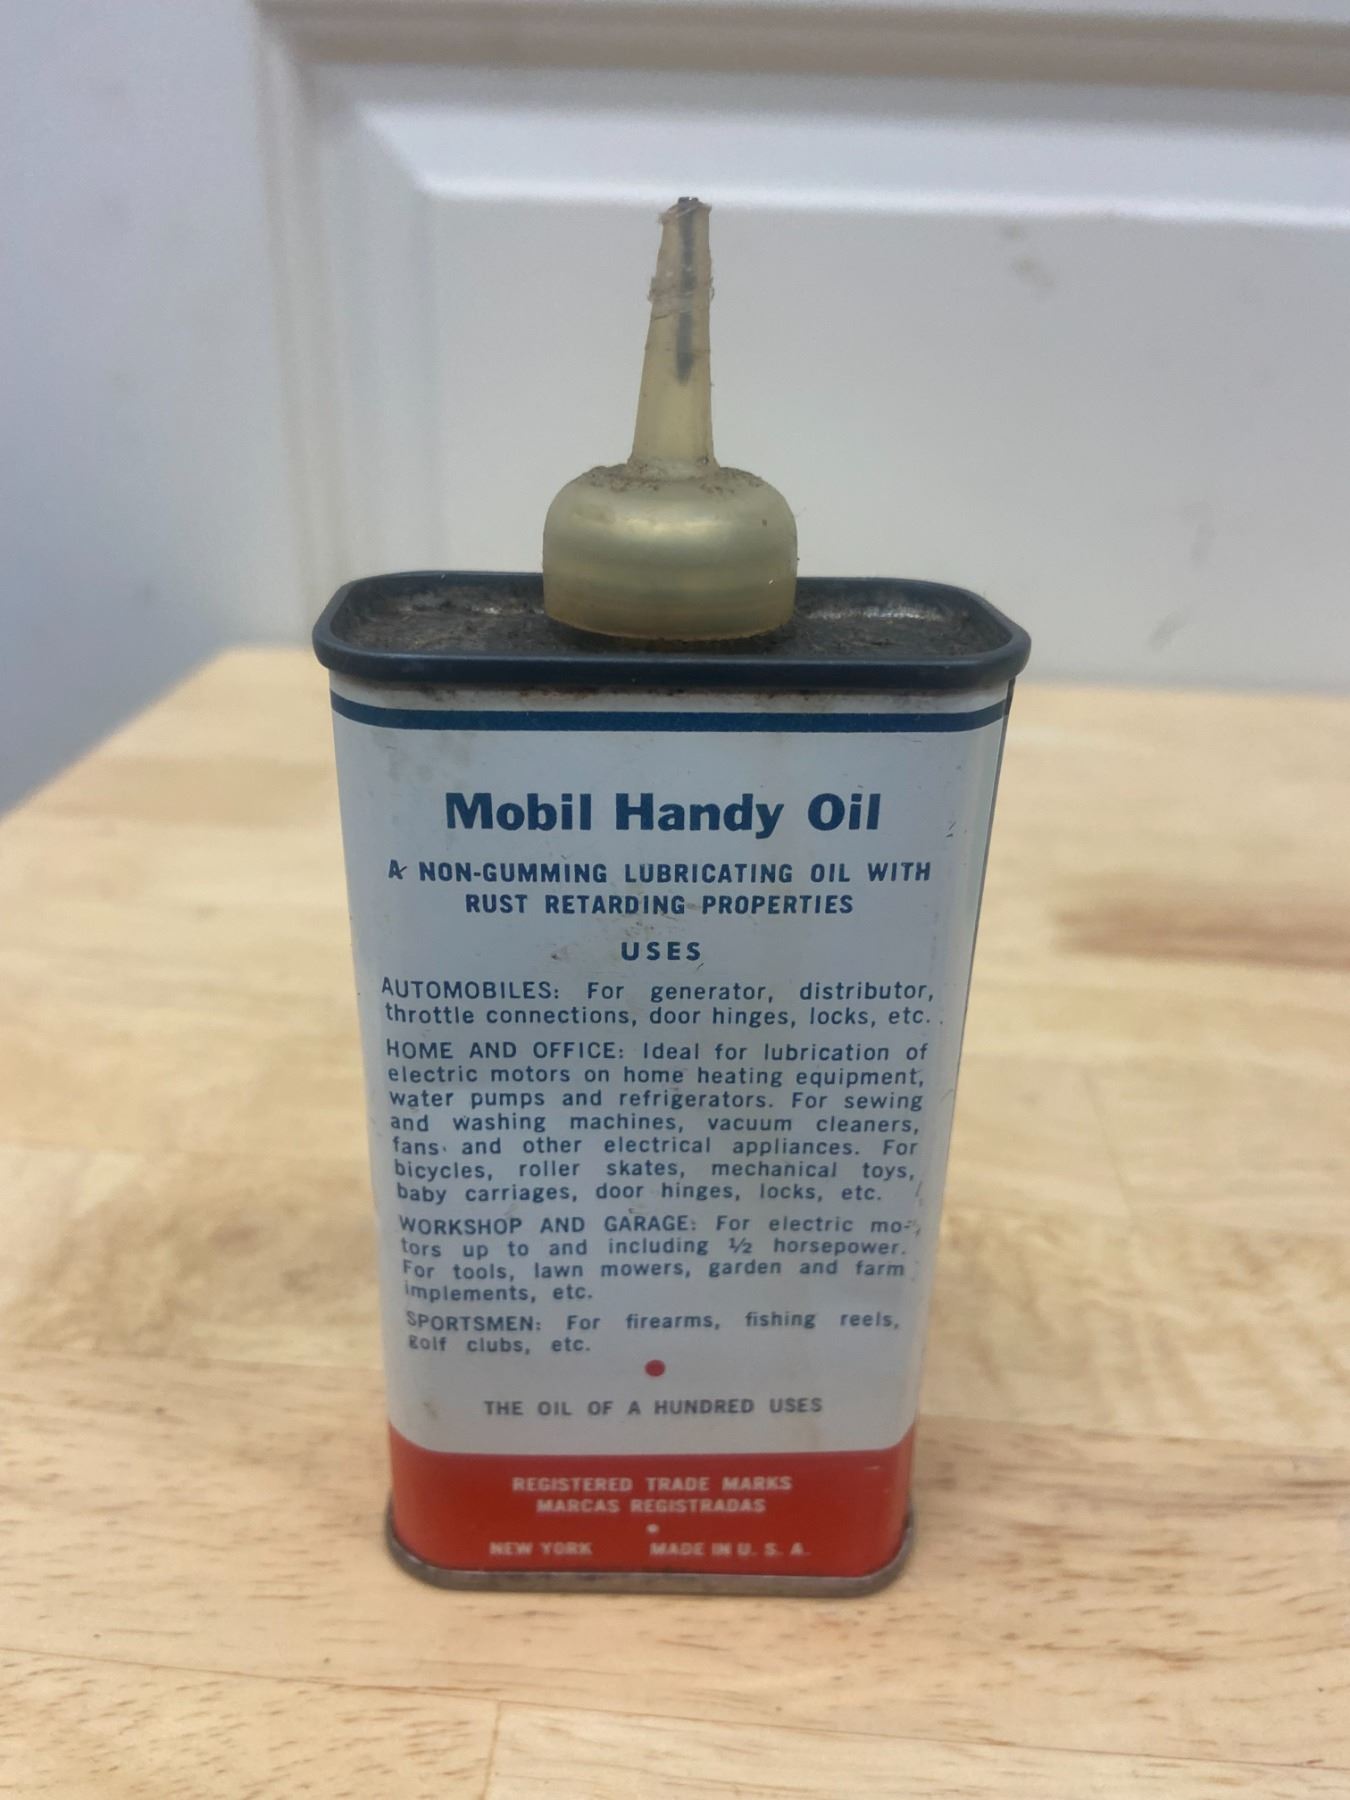 Mobil Handy Oil
A NON-GUMMING LUBRICATING OIL WITH
RUST RETARDING PROPERTIES
USES
AUTOMOBILES: For generator, distributor,
throttle connections, door hinges, locks, etc.
HOME AND OFFICE: Ideal for lubrication of
electric motors on home heating equipment,
water pumps and refrigerators. For sewing
and washing machines, vacuum cleaners,
fans and other electrical appliances. For
bicycles, roller skates, mechanical toys,
baby carriages, door hinges, locks, etc.
WORKSHOP AND GARAGE: For electric mo-
tors up to and including ½ horsepower.
For tools, lawn mowers, garden and farm
implements, etc.
SPORTSMEN: For firearms, fishing reels,
golf clubs, etc.
THE OIL OF A HUNDRED USES
REGISTERED TRADE MARKS
MARCAS REGISTRADAS
NEW YORK MADE IN U. S. A.